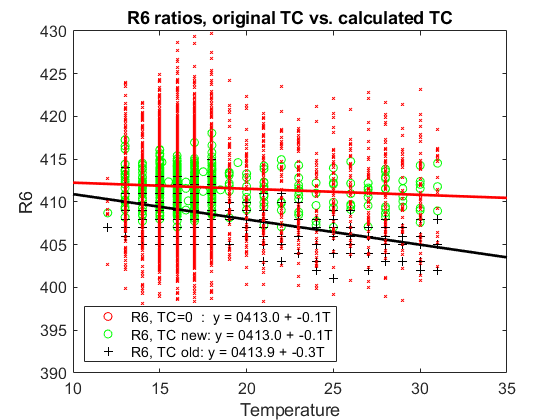 R6 ratios, original TC vs. calculated TC
430
425
420
415
410
405
400
395
390
R6
R6, TC=0 : y = 0413.0 + -0.1T
R6, TC new: y = 0413.0 + -0.1T
R6, TC old: y = 0413.9 + -0.3T
10 15 20 25 30 35
Temperature